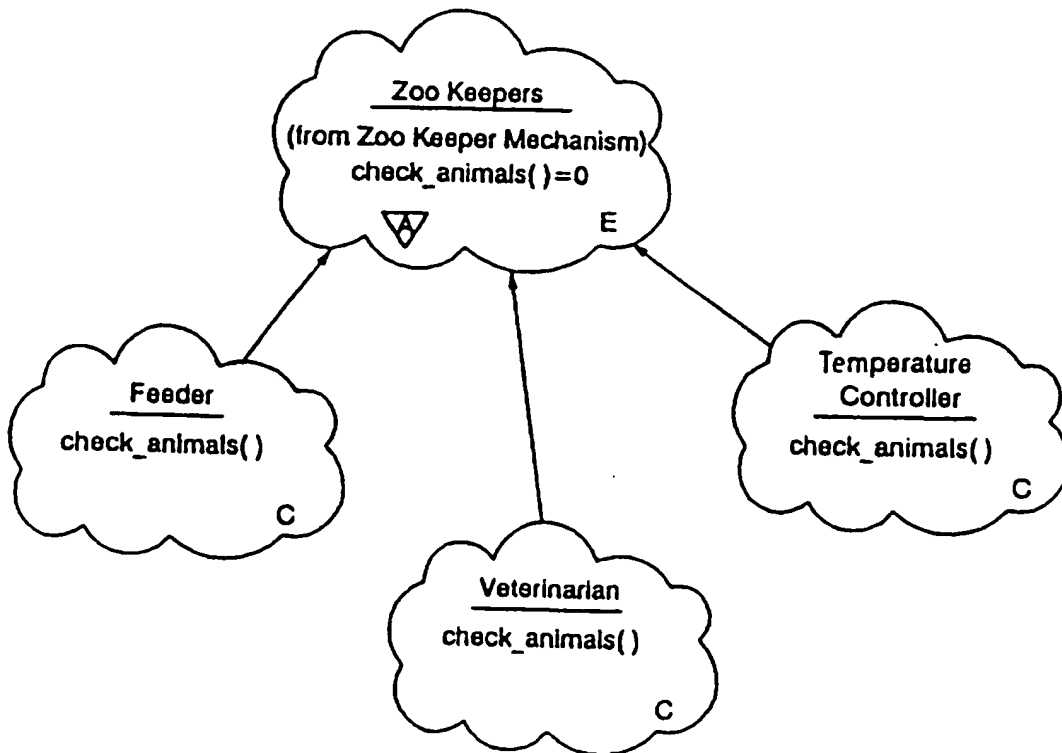 Zoo Keepers
(from Zoo Keeper Mechanism)
check_animals( )=0
A
E
Feeder
check_animals( )
C
Temperature
Controller
check_animals( )
C
Veterinarian
check_animals( )
C